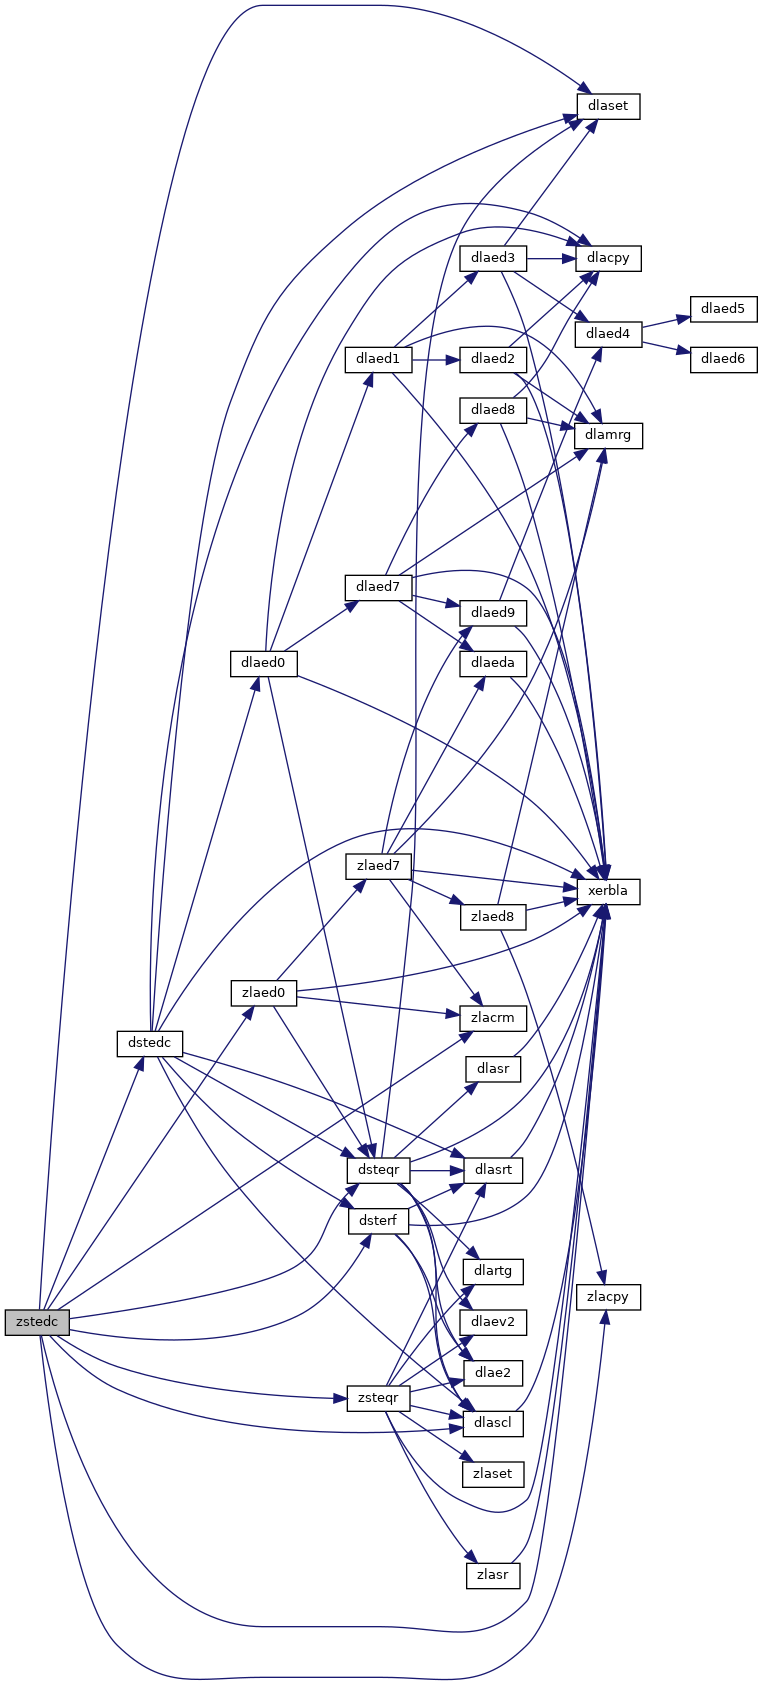 dlaset
dlaed3
dlacpy
dlaed5
dlaed4
dlaed1
dlaed2
dlaed6
dlaed8
dlamrg
dlaed7
dlaed9
dlaed0
dlaeda
zlaed7
xerbla
zlaed8
zlaed0
zlacrm
dstedc
dlasr
dsteqr
dlasrt
dsterf
dlartg
zlacpy
zstedc
dlaev2
dlae2
zsteqr
dlascl
zlaset
zlasr